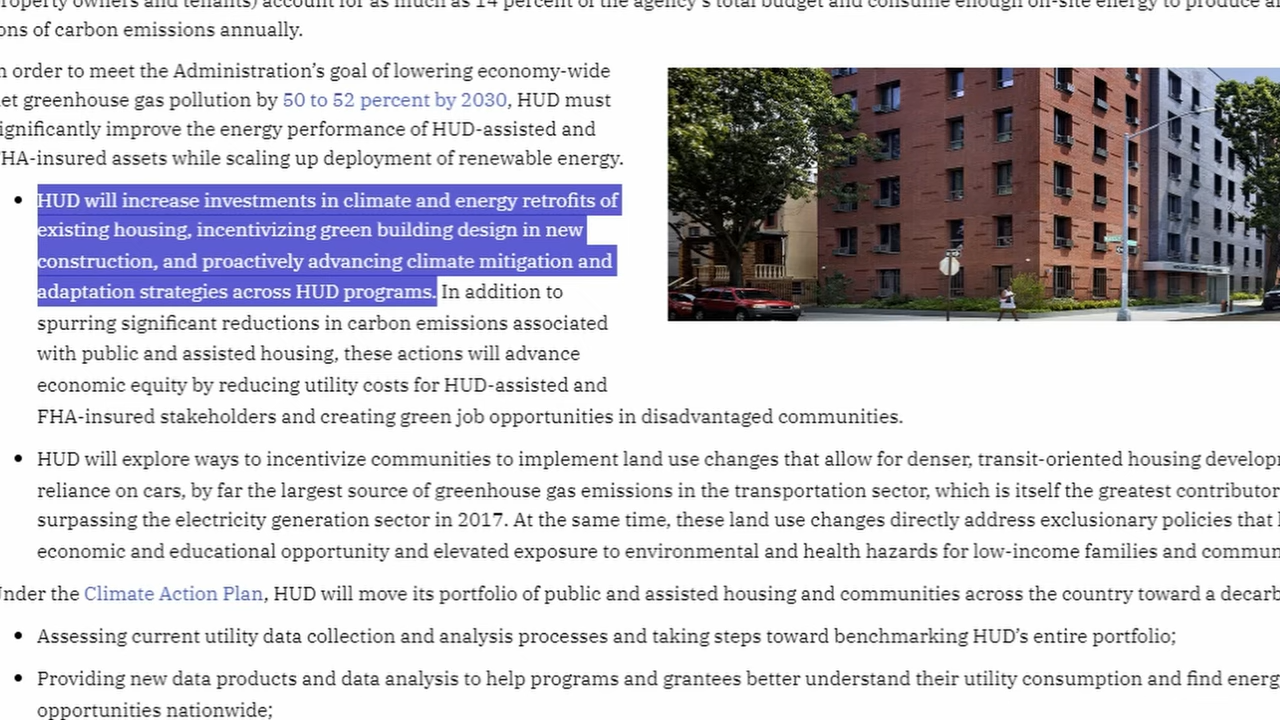 property owners and tenants) account for as much as 14 percent of the agency's total budget and consume enough on-site energy to produce
ons of carbon emissions annually.
n order to meet the Administration's goal of lowering economy-wide
et greenhouse gas pollution by 50 to 52 percent by 2030, HUD must
ignificantly improve the energy performance of HUD-assisted and
HA-insured assets while scaling up deployment of renewable energy.
• HUD will increase investments in climate and energy retrofits of
existing housing, incentivizing green building design in new
construction, and proactively advancing climate mitigation and
adaptation strategies across HUD programs. In addition to
spurring significant reductions in carbon emissions associated
with public and assisted housing, these actions will advance
economic equity by reducing utility costs for HUD-assisted and
FHA-insured stakeholders and creating green job opportunities in disadvantaged communities.
• HUD will explore ways to incentivize communities to implement land use changes that allow for denser, transit-oriented housing develop
reliance on cars, by far the largest source of greenhouse gas emissions in the transportation sector, which is itself the greatest contributor
surpassing the electricity generation sector in 2017. At the same time, these land use changes directly address exclusionary policies that
economic and educational opportunity and elevated exposure to environmental and health hazards for low-income families and commun
Under the Climate Action Plan, HUD will move its portfolio of public and assisted housing and communities across the country toward a decarb
• Assessing current utility data collection and analysis processes and taking steps toward benchmarking HUD's entire portfolio;
• Providing new data products and data analysis to help programs and grantees better understand their utility consumption and find energ
opportunities nationwide;